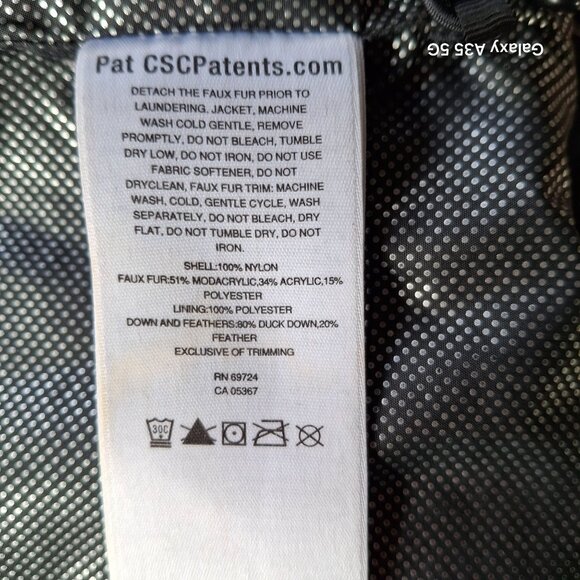 Pat CSCPatents.com
DETACH THE FAUX FUR PRIOR TO
LAUNDERING. JACKET, MACHINE
WASH COLD GENTLE, REMOVE
PROMPTLY, DO NOT BLEACH, TUMBLE
DRY LOW, DO NOT IRON, DO NOT USE
FABRIC SOFTENER, DO NOT
DRYCLEAN, FAUX FUR TRIM: MACHINE
WASH, COLD, GENTLE CYCLE, WASH
SEPARATELY, DO NOT BLEACH, DRY
FLAT, DO NOT TUMBLE DRY, DO NOT
IRON.
SHELL:100% NYLON
FAUX FUR:51% MODACRYLIC,34% ACRYLIC,15%
POLYESTER
LINING:100% POLYESTER
DOWN AND FEATHERS:80% DUCK DOWN,20%
FEATHER
EXCLUSIVE OF TRIMMING
RN 69724
CA 05367
30C
Galaxy A35 5G